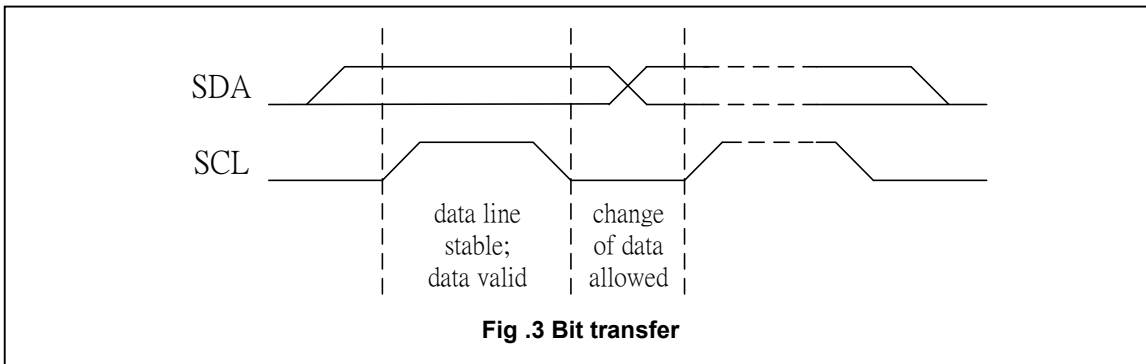 SDA
SCL
data line
stable;
data valid
change
of data
allowed
Fig .3 Bit transfer